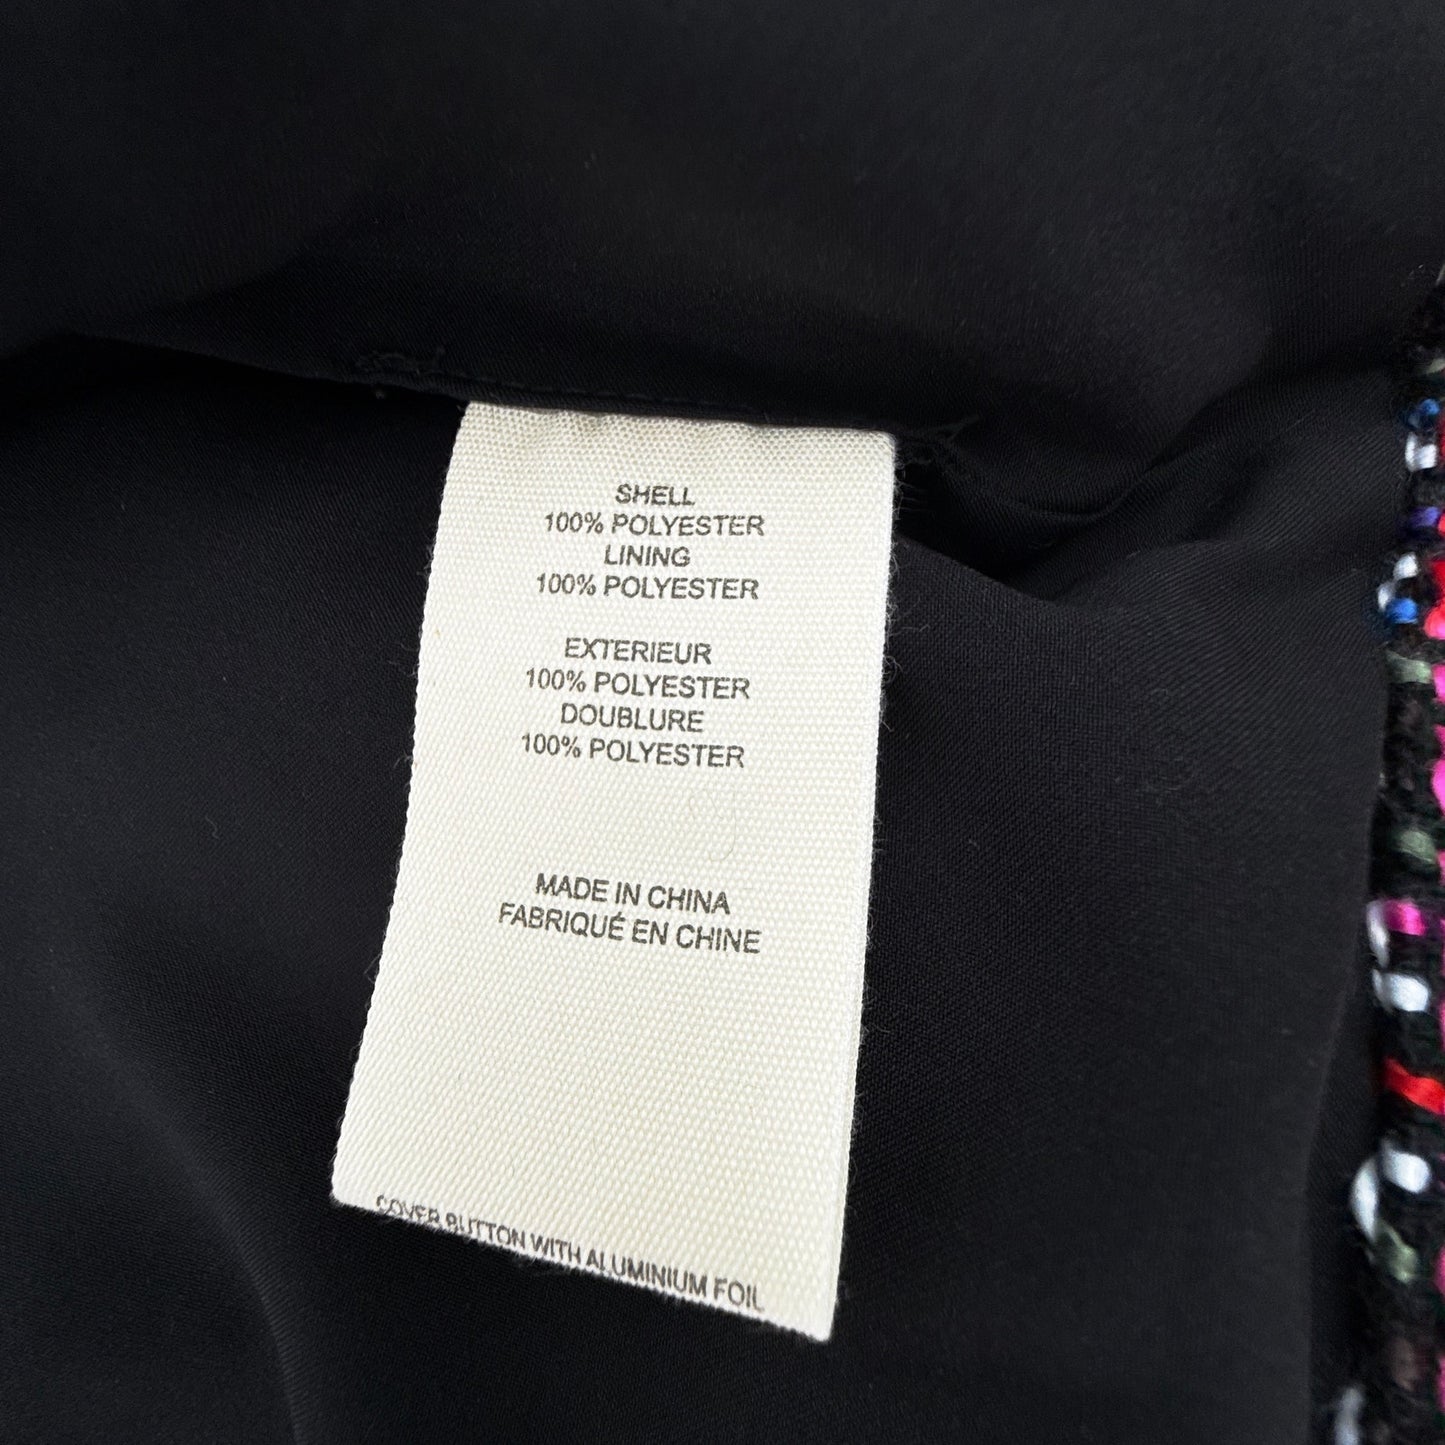 SHELL
100% POLYESTER
LINING
100% POLYESTER
EXTERIEUR
100% POLYESTER
DOUBLURE
100% POLYESTER
MADE IN CHINA
FABRIQUÉ EN CHINE
COVER BUTTON WITH ALUMINIUM FOIL